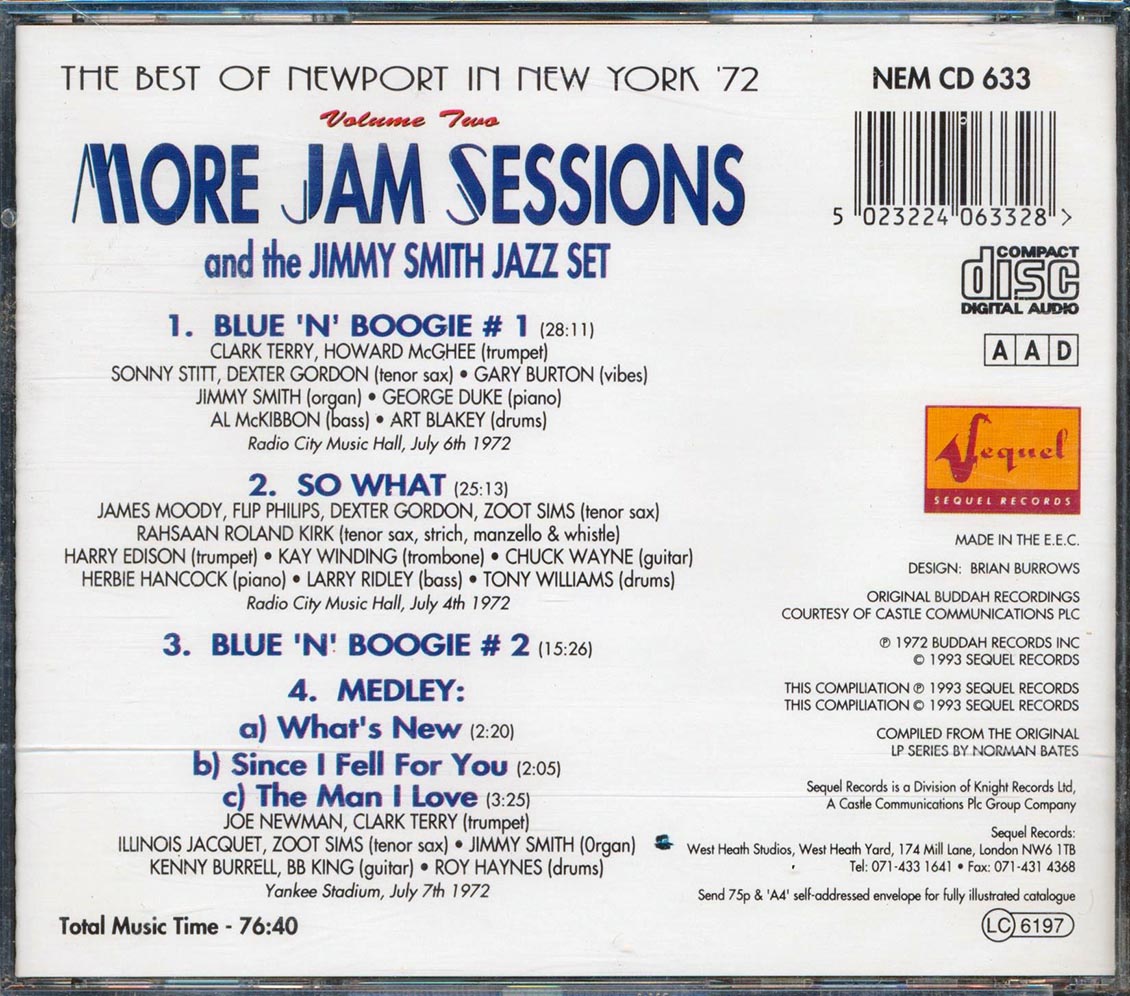 THE BEST OF NEWPORT IN NEW YORK '72
Volume Two
MORE JAM SESSIONS
and the JIMMY SMITH JAZZ SET
1. BLUE 'N' BOOGIE # 1 (28:11)
CLARK TERRY, HOWARD McGHEE (trumpet)
SONNY STITT, DEXTER GORDON (tenor sax) • GARY BURTON (vibes)
JIMMY SMITH (organ) • GEORGE DUKE (piano)
AL McKIBBON (bass) • ART BLAKEY (drums)
Radio City Music Hall, July 6th 1972
2. SO WHAT (25:13)
JAMES MOODY, FLIP PHILIPS, DEXTER GORDON, ZOOT SIMS (tenor sax)
RAHSAAN ROLAND KIRK (tenor sax, strich, manzello & whistle)
HARRY EDISON (trumpet) • KAY WINDING (trombone) • CHUCK WAYNE (guitar)
HERBIE HANCOCK (piano) • LARRY RIDLEY (bass) • TONY WILLIAMS (drums)
Radio City Music Hall, July 4th 1972
3. BLUE 'N' BOOGIE # 2 (15:26)
4. MEDLEY:
a) What's New (2:20)
b) Since I Fell For You (2:05)
c) The Man I Love (3:25)
JOE NEWMAN, CLARK TERRY (trumpet)
ILLINOIS JACQUET, ZOOT SIMS (tenor sax) • JIMMY SMITH (0rgan)
KENNY BURRELL, BB KING (guitar) • ROY HAYNES (drums)
Yankee Stadium, July 7th 1972
Total Music Time - 76:40
NEM CD 633
5 023224 063328 >
COMPACT
disc
DIGITAL AUDIO
A A D
Sequel
SEQUEL RECORDS
MADE IN THE E.E.C.
DESIGN: BRIAN BURROWS
ORIGINAL BUDDAH RECORDINGS
COURTESY OF CASTLE COMMUNICATIONS PLC
℗ 1972 BUDDAH RECORDS INC
© 1993 SEQUEL RECORDS
THIS COMPILATION ℗ 1993 SEQUEL RECORDS
THIS COMPILATION © 1993 SEQUEL RECORDS
COMPILED FROM THE ORIGINAL
LP SERIES BY NORMAN BATES
Sequel Records is a Division of Knight Records Ltd,
A Castle Communications Plc Group Company
Sequel Records:
West Heath Studios, West Heath Yard, 174 Mill Lane, London NW6 1TB
Tel: 071-433 1641 • Fax: 071-431 4368
Send 75p & 'A4' self-addressed envelope for fully illustrated catalogue
LC 6197